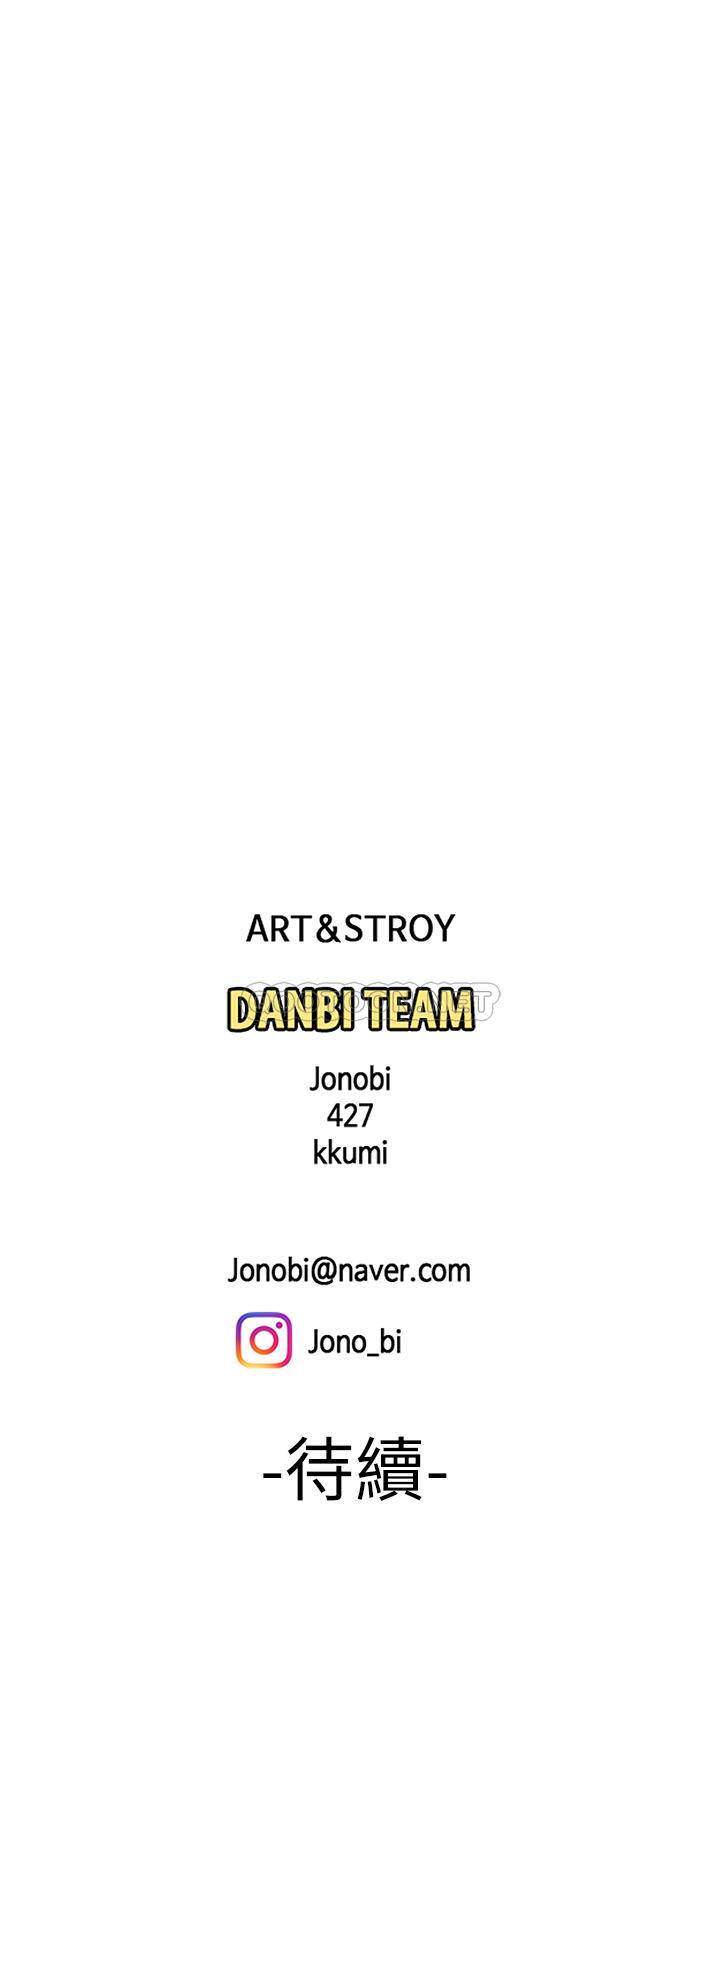 ART&STROY
DANBI TEAM
Jonobi
427
kkumi
Jonobi@naver.com
Jono_bi
-待續-